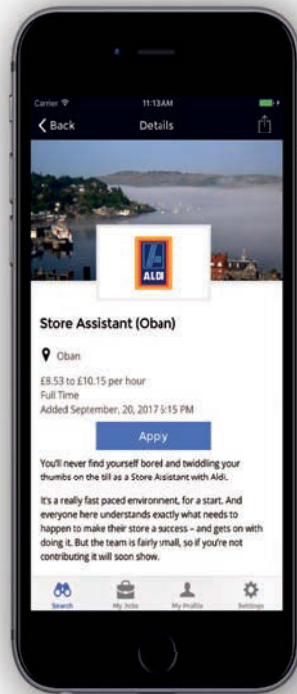 Carrier 11:13AM
Back Details
ALDI
Store Assistant (Oban)
Oban
£8.53 to £10.15 per hour
Full Time
Added September, 20, 2017 5:15 PM
Apply
You'll never find yourself bored and twiddling your
thumbs on the till as a Store Assistant with Aldi.
It's a really fast paced environment, for a start. And
everyone here understands exactly what needs to
happen to make their store a success – and gets on with
doing it. But the team is fairly small, so if you're not
contributing it will soon show.
Search My Jobs My Profile Settings